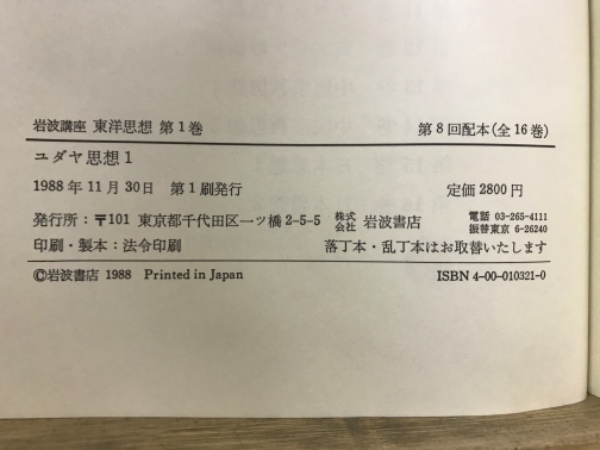 岩波講座 東洋思想 第1巻 第8回配本(全16巻)
ユダヤ思想1
1988年11月30日 第1刷発行 定価2800円
発行所:〒101 東京都千代田区一ツ橋2-5-5 株式会社 岩波書店 電話 03-265-4111 振替東京 6-26240
印刷・製本:法令印刷 落丁本・乱丁本はお取替いたします
©岩波書店 1988 Printed in Japan ISBN4-00-010321-0